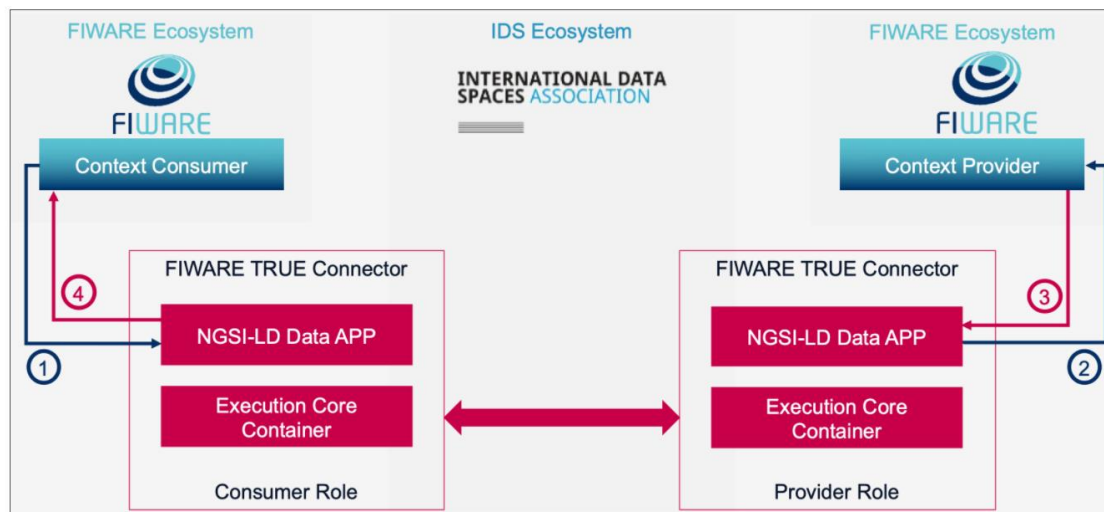 FIWARE Ecosystem
IDS Ecosystem
FIWARE Ecosystem
FIWARE
INTERNATIONAL DATA
SPACES ASSOCIATION
FIWARE
Context Consumer
Context Provider
FIWARE TRUE Connector
FIWARE TRUE Connector
4
3
NGSI-LD Data APP
NGSI-LD Data APP
1
2
Execution Core
Container
Execution Core
Container
Consumer Role
Provider Role